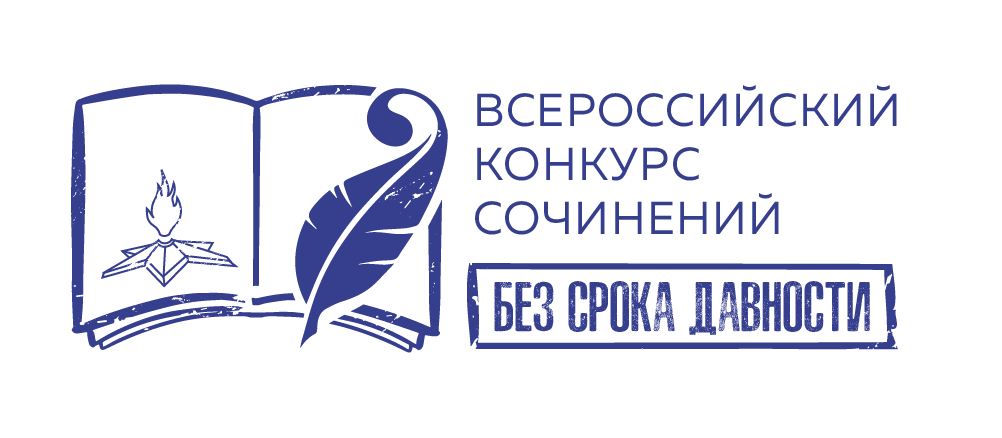 ВСЕРОССИЙСКИЙ
КОНКУРС
СОЧИНЕНИЙ
БЕЗ СРОКА ДАВНОСТИ